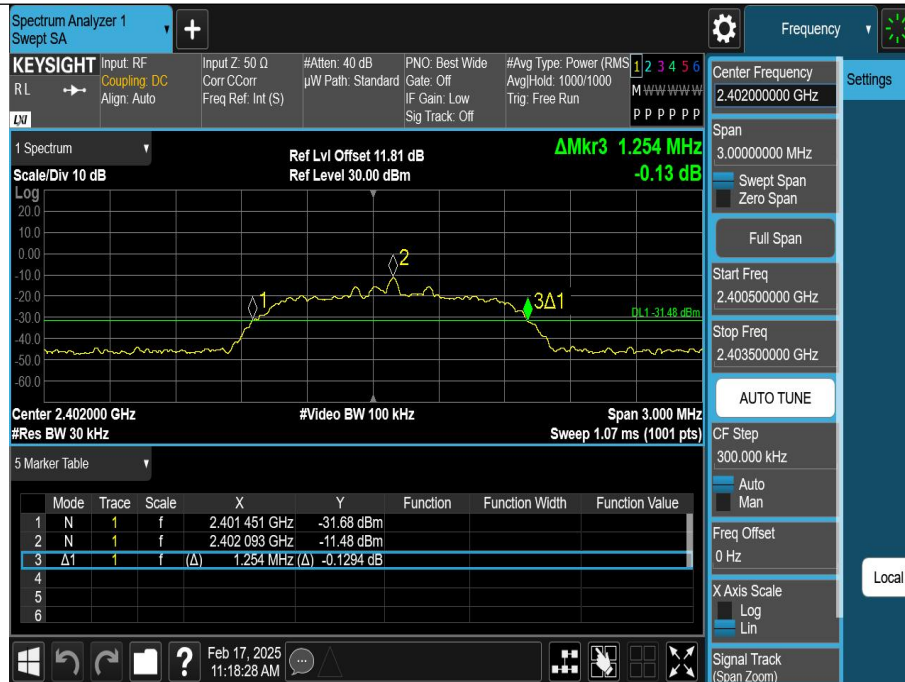 Spectrum Analyzer 1
Swept SA
Frequency
KEYSIGHT
RL
LXI
Input: RF
Coupling: DC
Align: Auto
Input Z: 50 Ω
Corr CCorr
Freq Ref: Int (S)
#Atten: 40 dB
µW Path: Standard
PNO: Best Wide
Gate: Off
IF Gain: Low
Sig Track: Off
#Avg Type: Power (RMS
Avg|Hold: 1000/1000
Trig: Free Run
1 2 3 4 5 6
M W W W W W
P P P P P P
1 Spectrum
Scale/Div 10 dB
Ref Lvl Offset 11.81 dB
Ref Level 30.00 dBm
ΔMkr3 1.254 MHz
-0.13 dB
Log
20.0
10.0
0.00
-10.0
-20.0
-30.0
-40.0
-50.0
-60.0
2
1
3Δ1
DL1 -31.48 dBm
Center 2.402000 GHz
#Video BW 100 kHz
Span 3.000 MHz
#Res BW 30 kHz
Sweep 1.07 ms (1001 pts)
5 Marker Table
Mode Trace Scale X Y Function Function Width Function Value
1 N 1 f 2.401 451 GHz -31.68 dBm
2 N 1 f 2.402 093 GHz -11.48 dBm
3 Δ1 1 f (Δ) 1.254 MHz (Δ) -0.1294 dB
4
5
6
Feb 17, 2025
11:18:28 AM
Center Frequency
2.402000000 GHz
Settings
Span
3.00000000 MHz
Swept Span
Zero Span
Full Span
Start Freq
2.400500000 GHz
Stop Freq
2.403500000 GHz
AUTO TUNE
CF Step
300.000 kHz
Auto
Man
Freq Offset
0 Hz
Local
X Axis Scale
Log
Lin
Signal Track
(Span Zoom)